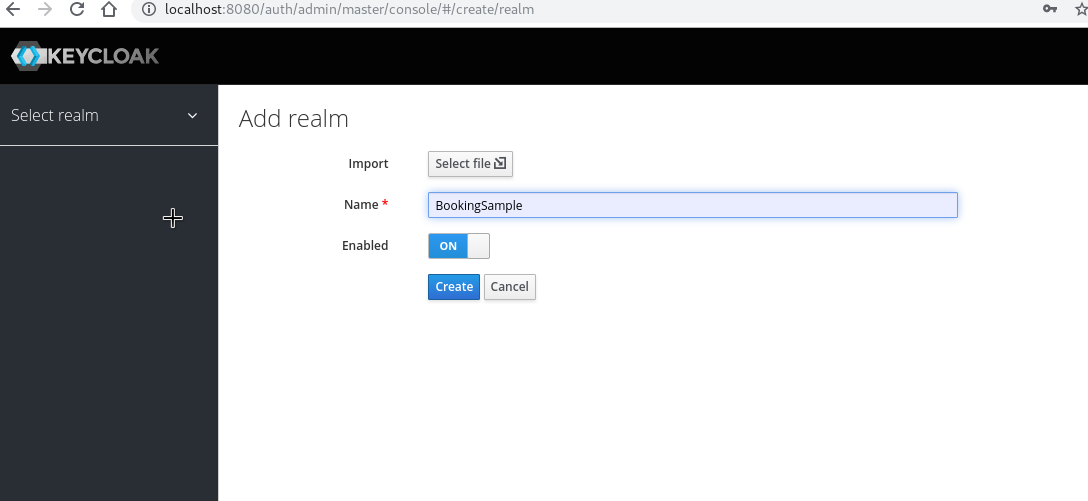 localhost:8080/auth/admin/master/console/#/create/realm
KEYCLOAK
Select realm
Add realm
Import Select file
Name * BookingSample
Enabled ON
Create Cancel